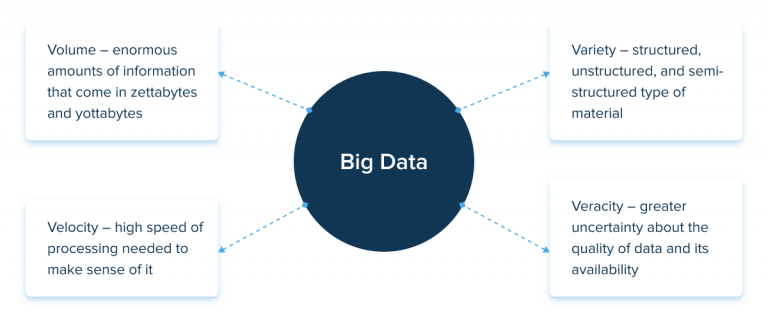 Volume – enormous
amounts of information
that come in zettabytes
and yottabytes
Variety – structured,
unstructured, and semi-
structured type of
material
Big Data
Velocity – high speed of
processing needed to
make sense of it
Veracity – greater
uncertainty about the
quality of data and its
availability